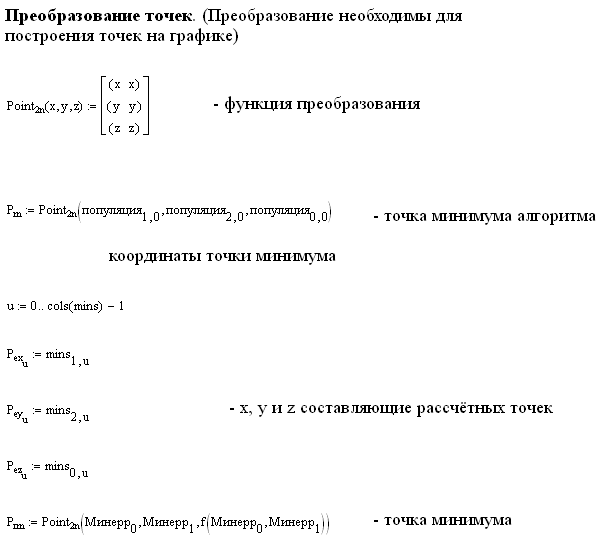 Преобразование точек. (Преобразование необходимы для
построения точек на графике)
Point2n(x,y,z) := [(x x) (y y) (z z)] - функция преобразования
Pm := Point2n(популяция1,0,популяция2,0,популяция0,0) - точка минимума алгоритма
координаты точки минимума
u := 0.. cols(mins) − 1
Pexu := mins1,u
Peyu := mins2,u
- x, y и z составляющие рассчётных точек
Pezu := mins0,u
Pnm := Point2n(Минерр0,Минерр1,f(Минерр0,Минерр1)) - точка минимума